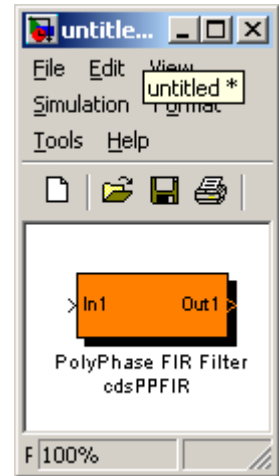 untitle...
File Edit View
untitled *
Simulation Format
Tools Help
In1 Out1
PolyPhase FIR Filter
cdsPPFIR
F 100%